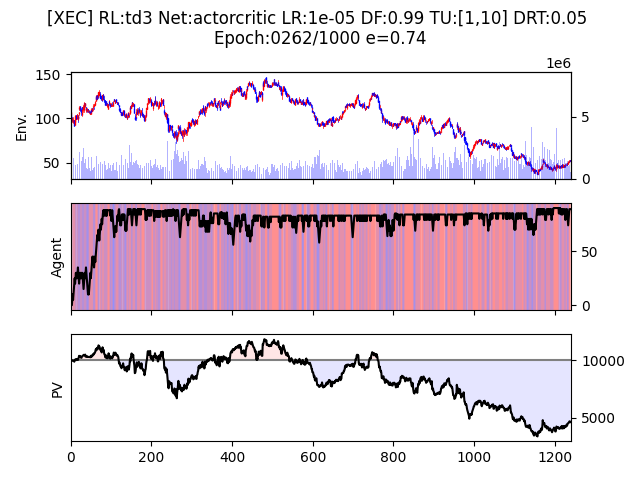 [XEC] RL:td3 Net:actorcritic LR:1e-05 DF:0.99 TU:[1,10] DRT:0.05
Epoch:0262/1000 e=0.74
1e6
150
100
50
Env.
5
0
Agent
50
0
PV
10000
5000
0 200 400 600 800 1000 1200